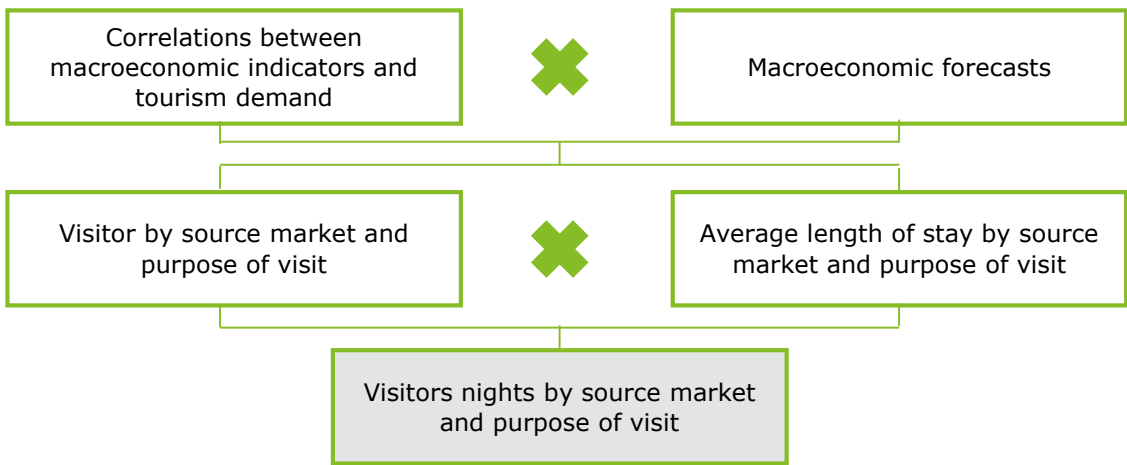 Correlations between
macroeconomic indicators and
tourism demand
Macroeconomic forecasts
Visitor by source market and
purpose of visit
Average length of stay by source
market and purpose of visit
Visitors nights by source market
and purpose of visit